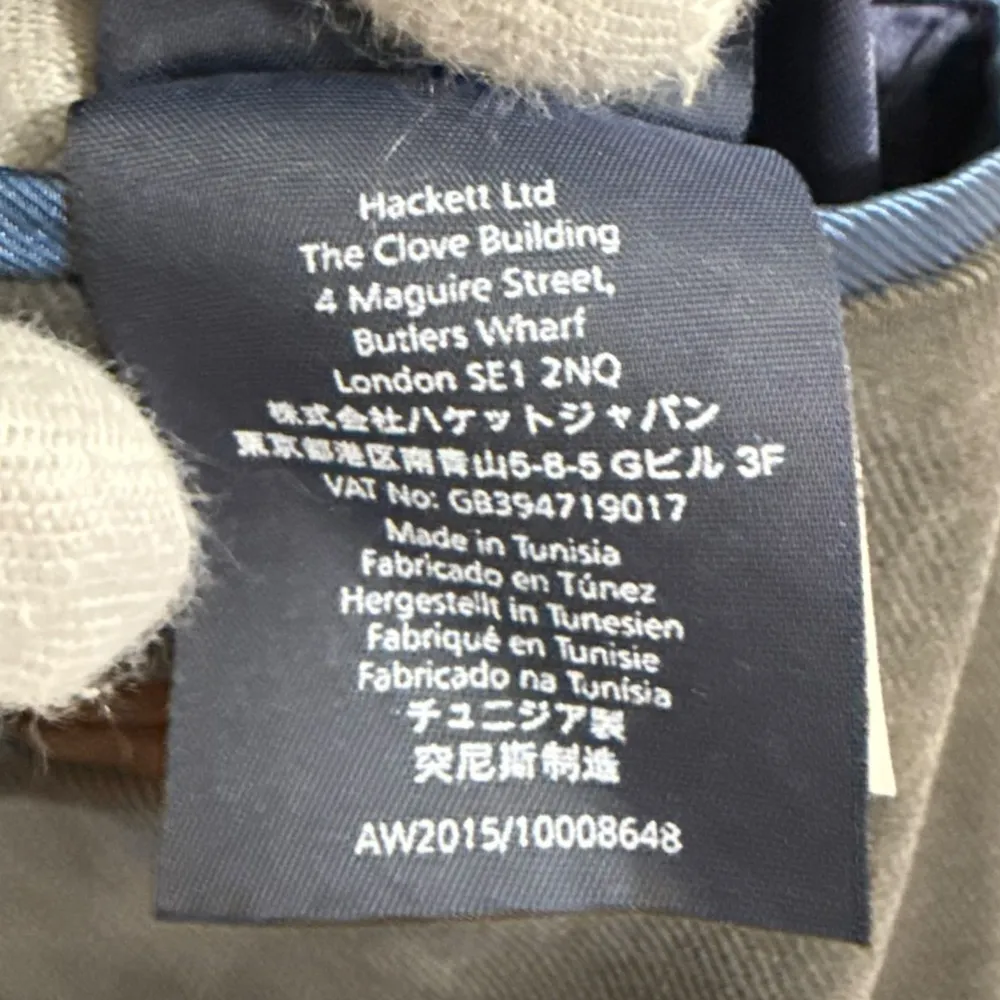 Hackett Ltd
The Clove Building
4 Maguire Street,
Butlers Wharf
London SE1 2NQ
株式会社ハケットジャパン
東京都港区南青山5-8-5 Gビル 3F
VAT No: GB394719017
Made in Tunisia
Fabricado en Túnez
Hergestellt in Tunesien
Fabriqué en Tunisie
Fabricado na Tunísia
チュニジア製
突尼斯制造
AW2015/10008648